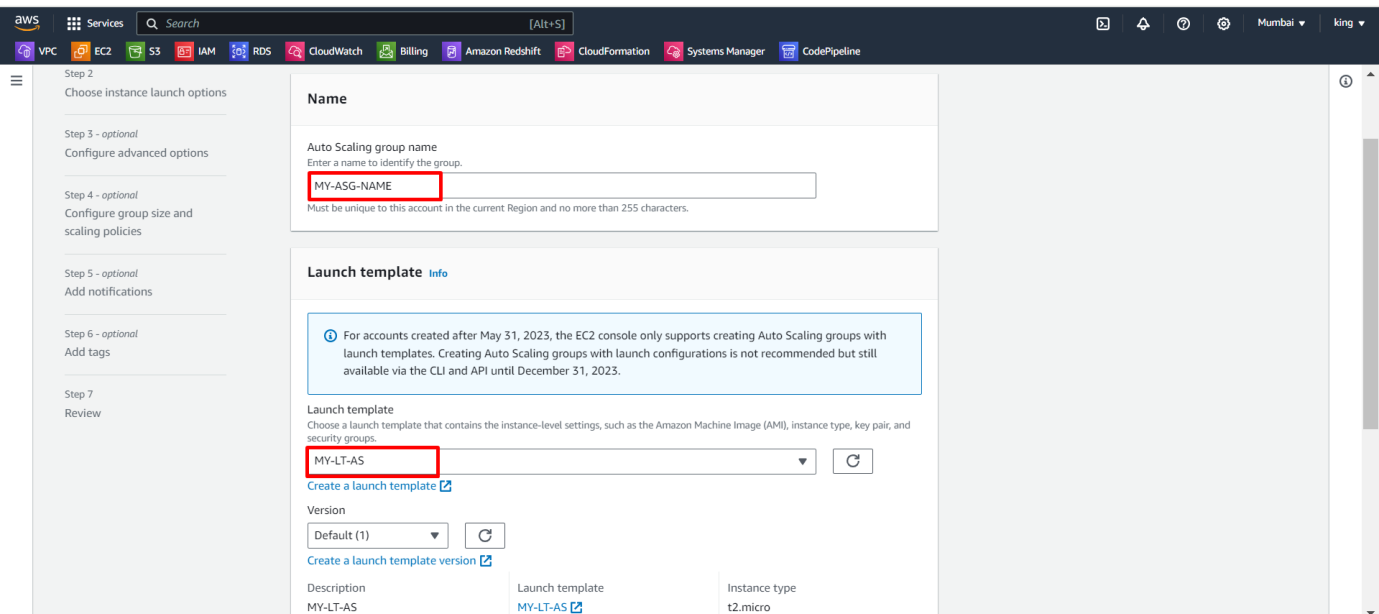 aws
Services
Search
[Alt+S]
Mumbai
king
VPC
EC2
S3
IAM
RDS
CloudWatch
Billing
Amazon Redshift
CloudFormation
Systems Manager
CodePipeline
Step 2
Choose instance launch options
Step 3 - optional
Configure advanced options
Step 4 - optional
Configure group size and
scaling policies
Step 5 - optional
Add notifications
Step 6 - optional
Add tags
Step 7
Review
Name
Auto Scaling group name
Enter a name to identify the group.
MY-ASG-NAME
Must be unique to this account in the current Region and no more than 255 characters.
Launch template Info
For accounts created after May 31, 2023, the EC2 console only supports creating Auto Scaling groups with
launch templates. Creating Auto Scaling groups with launch configurations is not recommended but still
available via the CLI and API until December 31, 2023.
Launch template
Choose a launch template that contains the instance-level settings, such as the Amazon Machine Image (AMI), instance type, key pair, and
security groups.
MY-LT-AS
Create a launch template
Version
Default (1)
Create a launch template version
Description
MY-LT-AS
Launch template
MY-LT-AS
Instance type
t2.micro